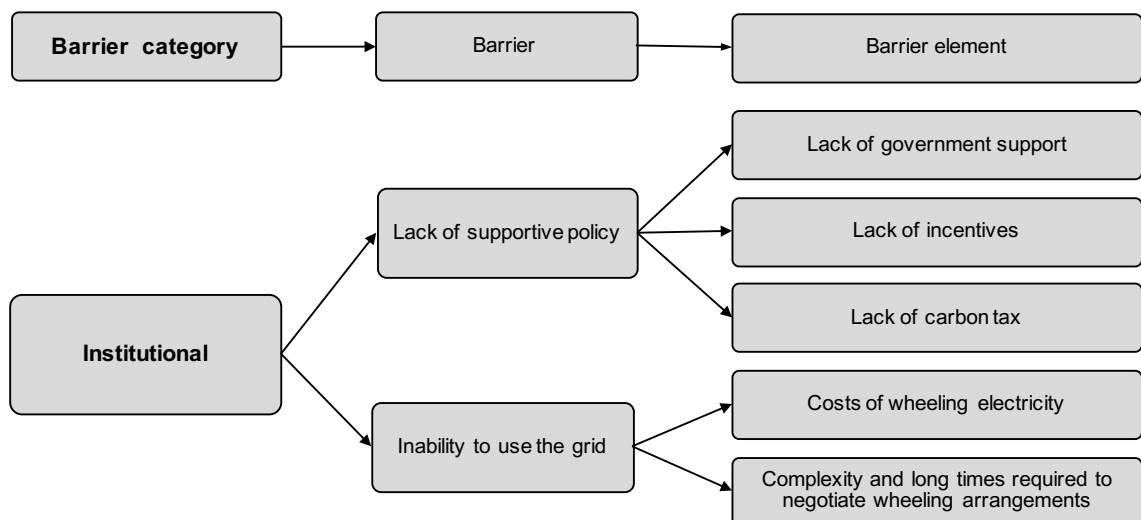 Barrier category
Barrier
Barrier element
Lack of government support
Lack of supportive policy
Lack of incentives
Lack of carbon tax
Institutional
Inability to use the grid
Costs of wheeling electricity
Complexity and long times required to
negotiate wheeling arrangements